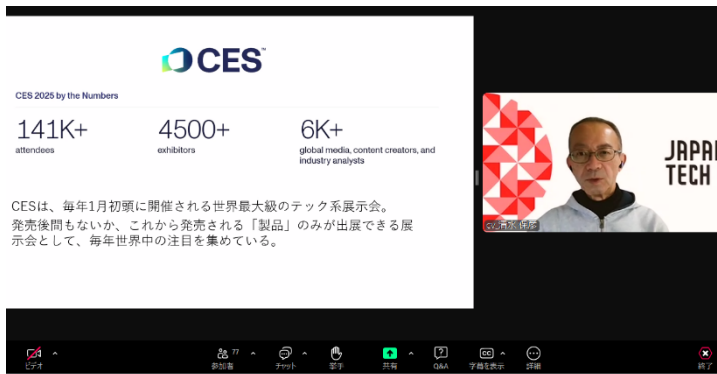 CES™
CES 2025 by the Numbers
141K+
attendees
4500+
exhibitors
6K+
global media, content creators, and
industry analysts
CESは、毎年1月初頭に開催される世界最大級のテック系展示会。
発売後間もないか、これから発売される「製品」のみが出展できる展
示会として、毎年世界中の注目を集めている。
JAPAN
TECH
ビデオ
77
参加者
チャット
挙手
共有
Q&A
CC
字幕を表示
詳細
終了